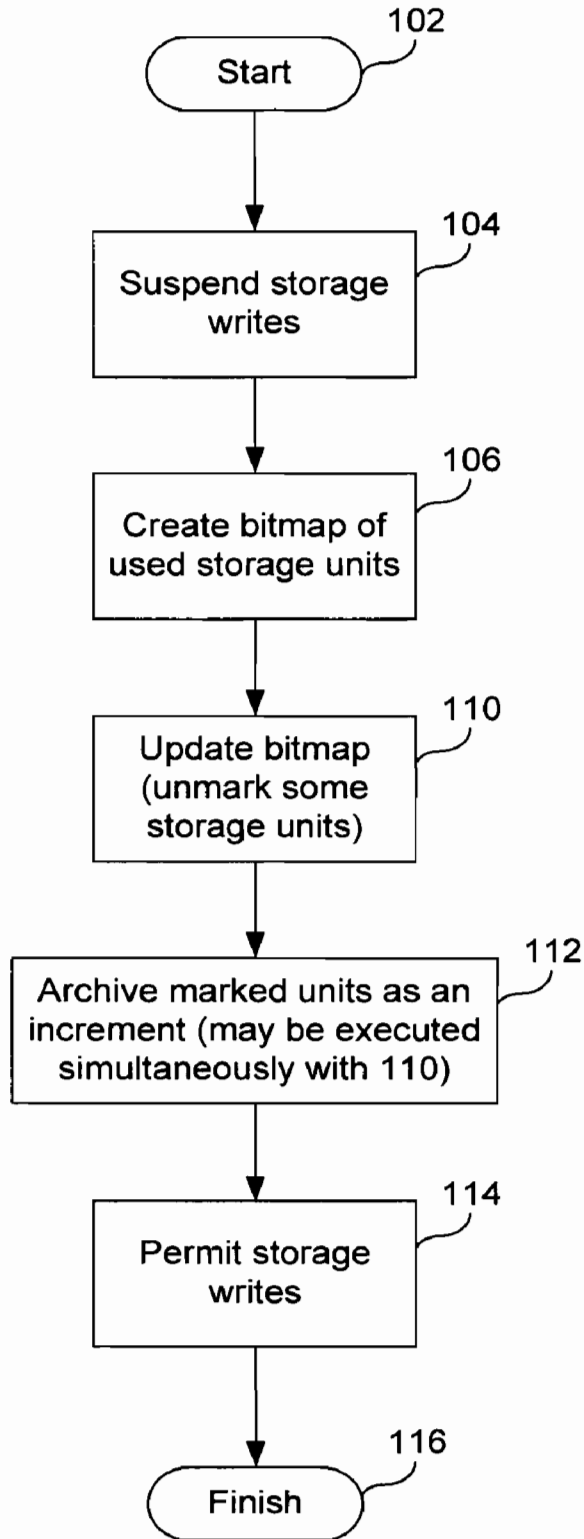 102
Start
104
Suspend storage
writes
106
Create bitmap of
used storage units
110
Update bitmap
(unmark some
storage units)
112
Archive marked units as an
increment (may be executed
simultaneously with 110)
114
Permit storage
writes
116
Finish